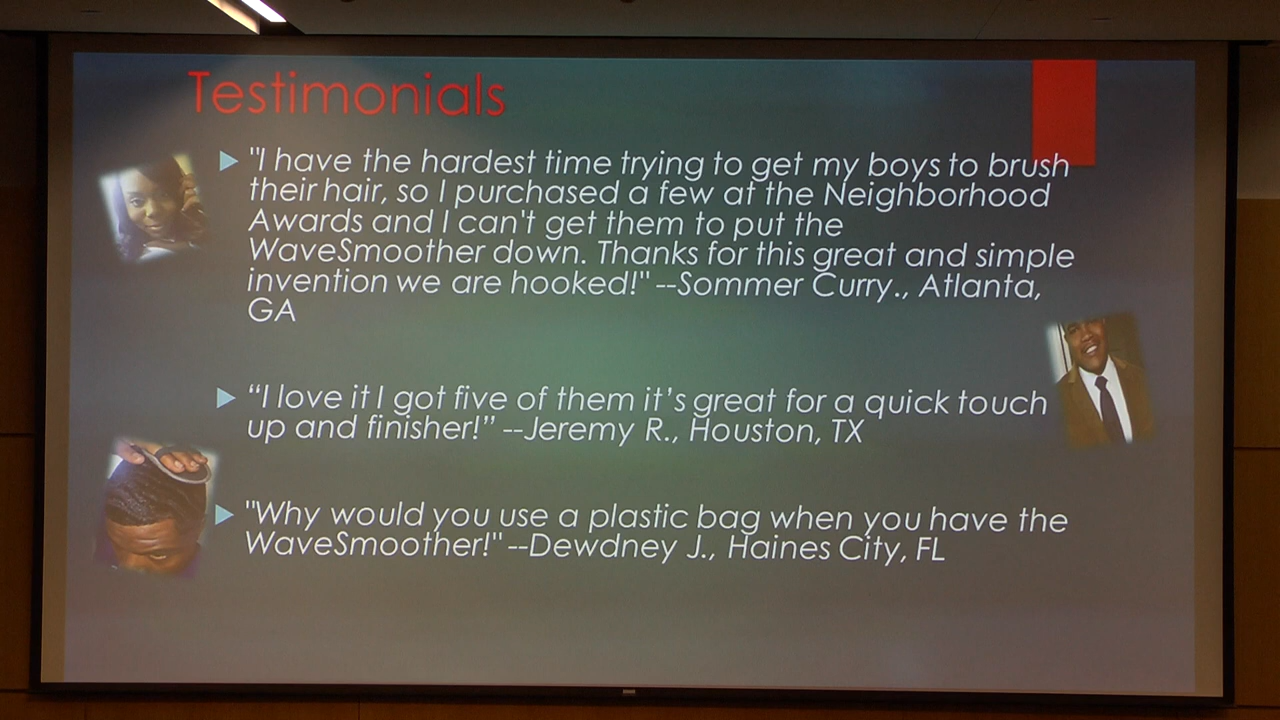 Testimonials
"I have the hardest time trying to get my boys to brush
their hair, so I purchased a few at the Neighborhood
Awards and I can't get them to put the
WaveSmoother down. Thanks for this great and simple
invention we are hooked!" --Sommer Curry., Atlanta,
GA
“I love it I got five of them it’s great for a quick touch
up and finisher!” --Jeremy R., Houston, TX
"Why would you use a plastic bag when you have the
WaveSmoother!" --Dewdney J., Haines City, FL